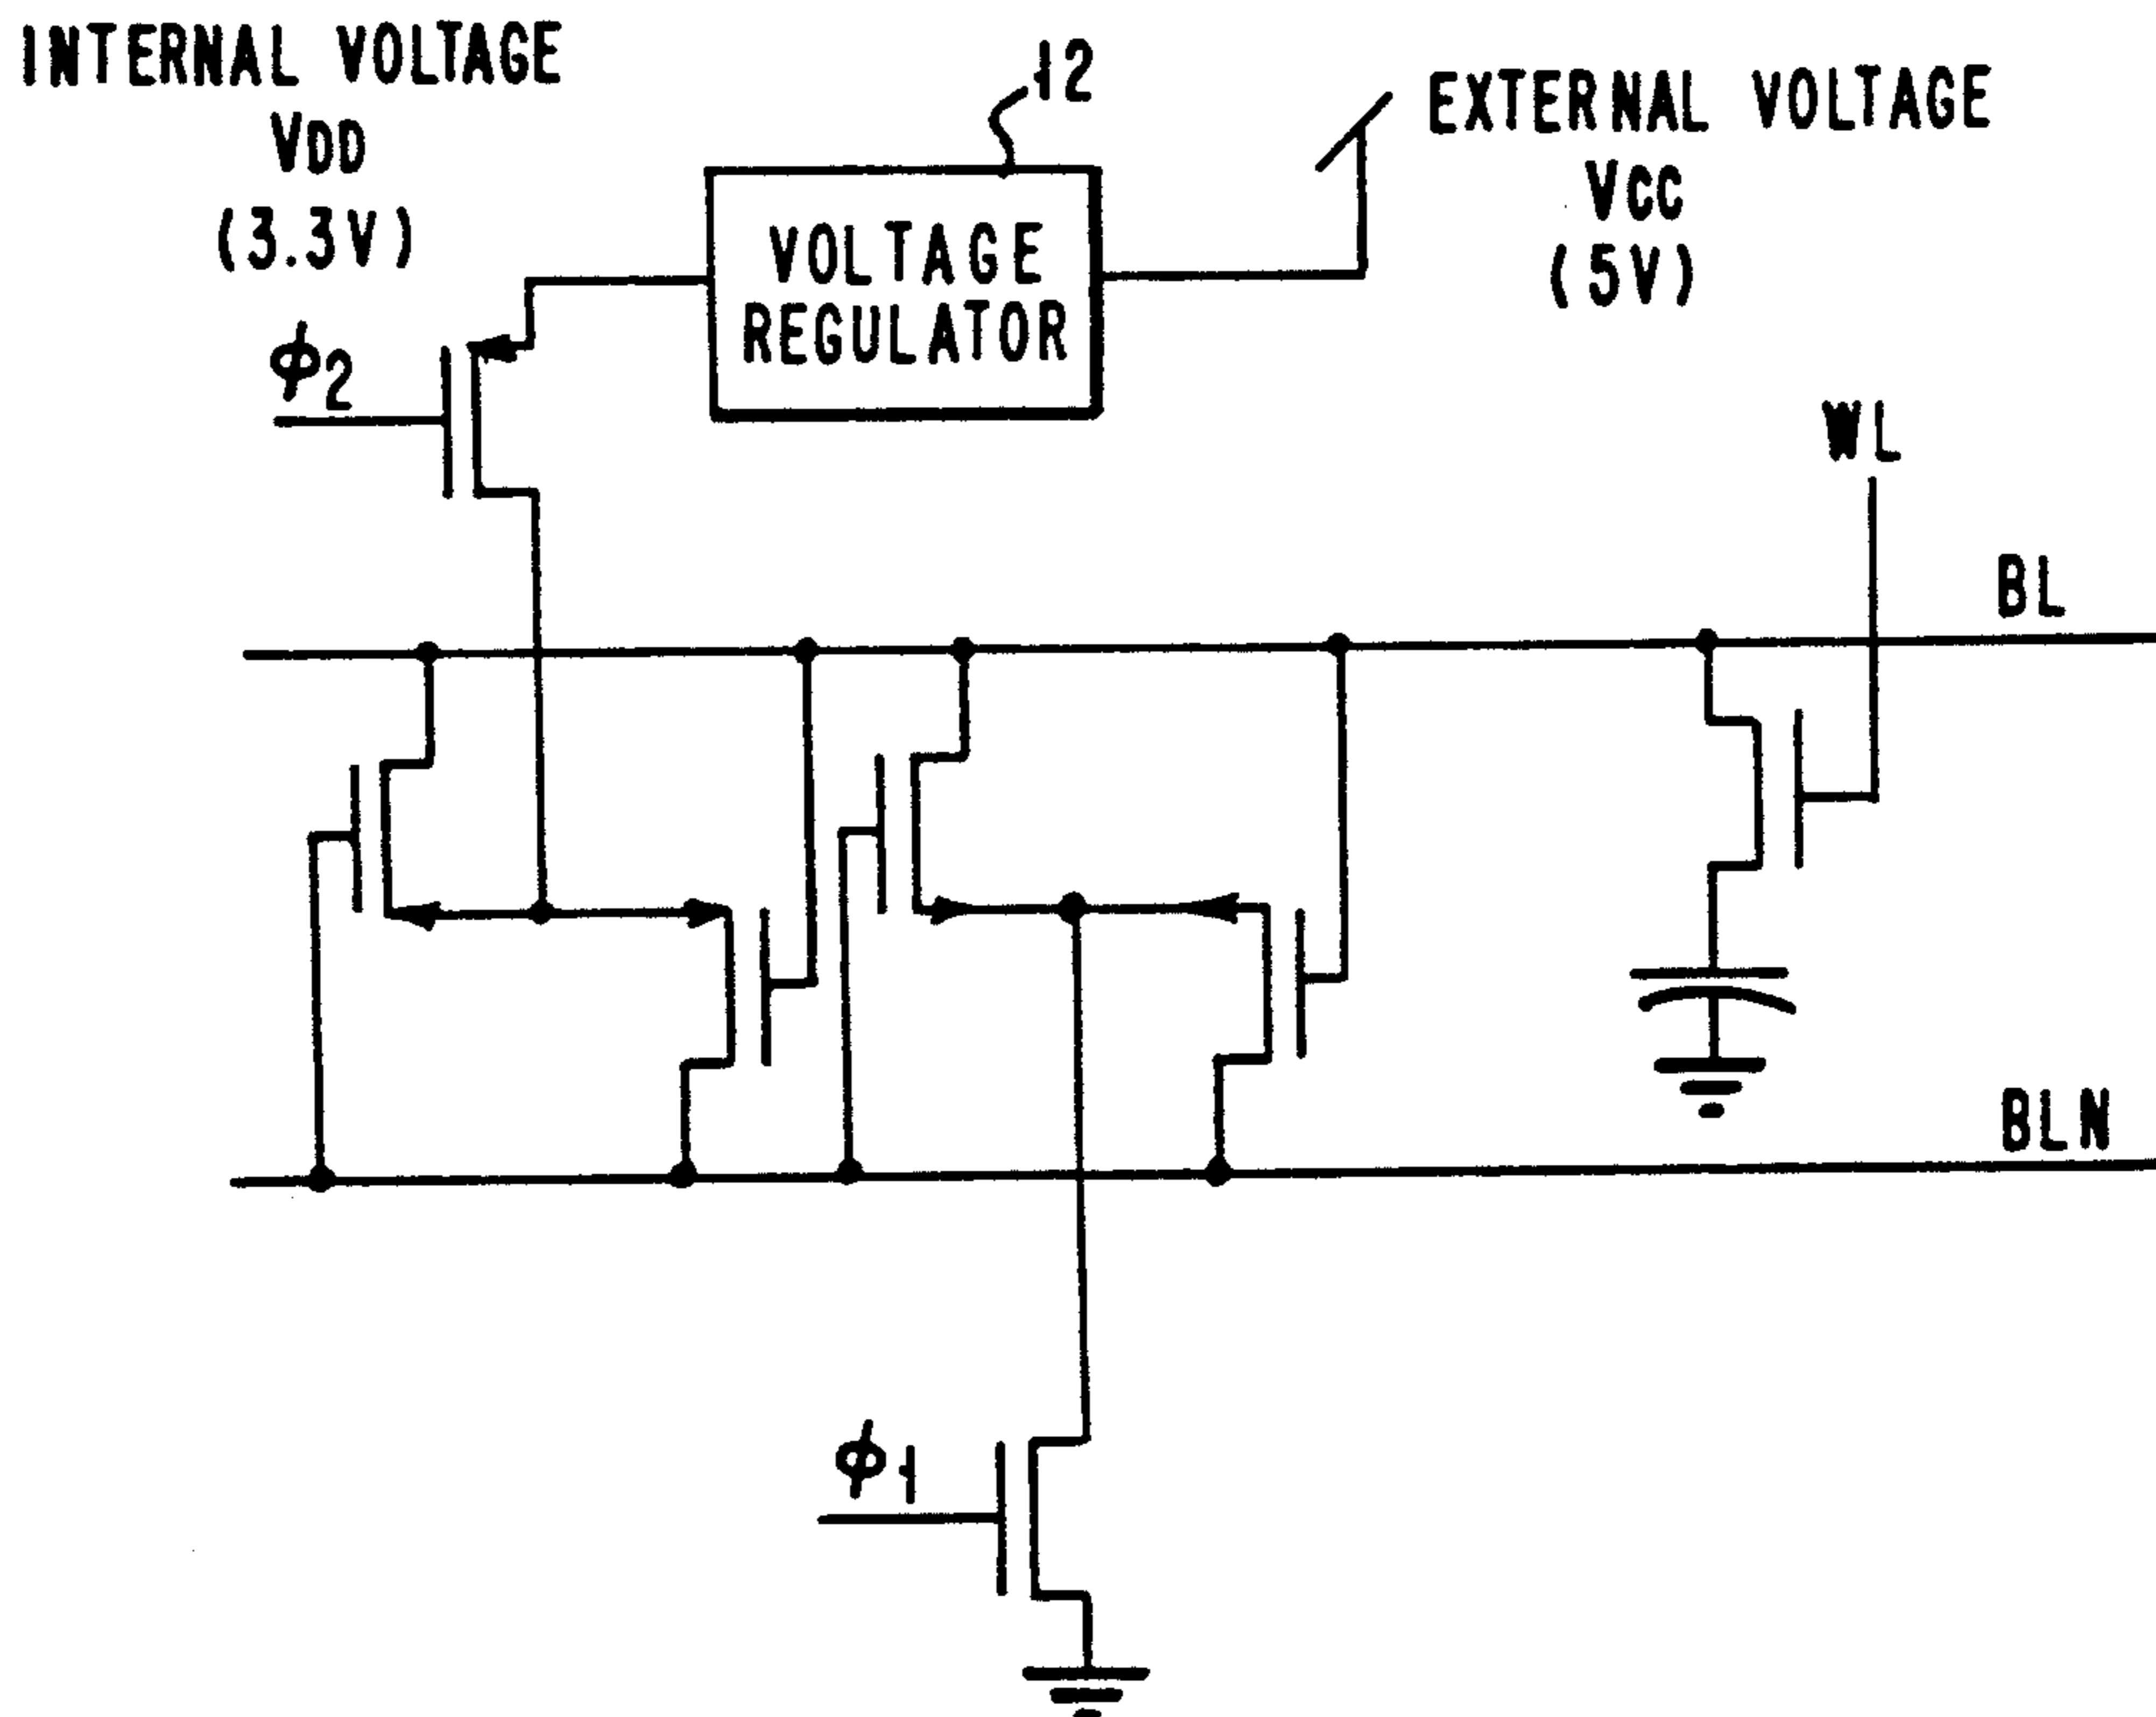 INTERNAL VOLTAGE
VDD
(3.3V)
12
EXTERNAL VOLTAGE
VCC
(5V)
VOLTAGE
REGULATOR
ϕ2
WL
BL
BLN
ϕ1